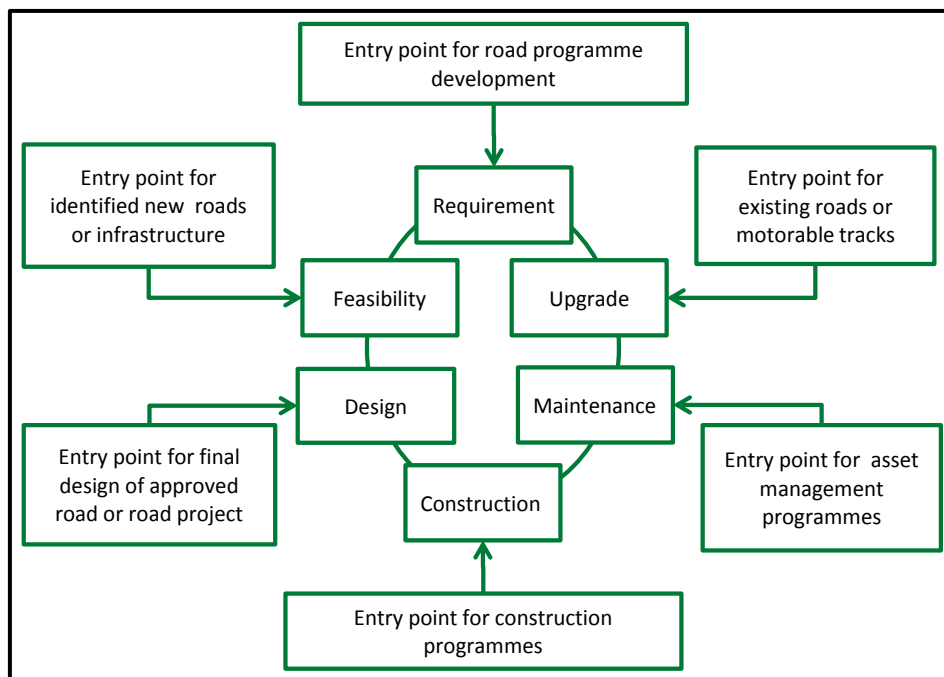 Entry point for road programme
development
Requirement
Entry point for
identified new roads
or infrastructure
Entry point for
existing roads or
motorable tracks
Feasibility
Upgrade
Design
Maintenance
Entry point for final
design of approved
road or road project
Construction
Entry point for asset
management
programmes
Entry point for construction
programmes